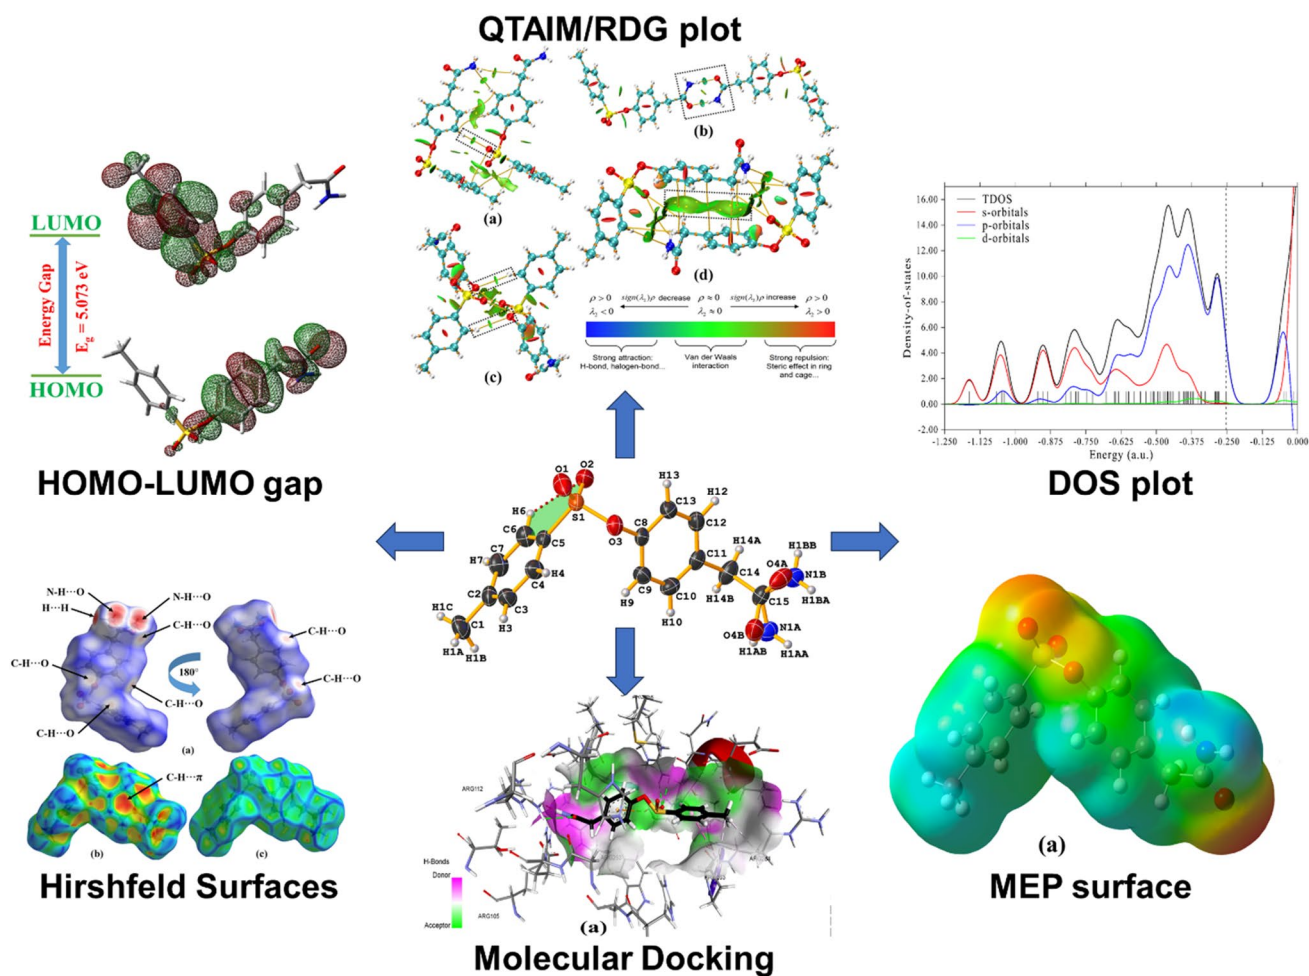 QTAIM/RDG plot
(a)
(b)
(c)
(d)
ρ > 0
λ₂ < 0
sign(λ₂)ρ decrease
ρ ≈ 0
λ₂ ≈ 0
sign(λ₂)ρ increase
ρ > 0
λ₂ > 0
Strong attraction:
H-bond, halogen-bond...
Van der Waals
interaction
Strong repulsion:
Steric effect in ring
and cage...
LUMO
Energy Gap
Eg = 5.073 eV
HOMO
HOMO-LUMO gap
TDOS
s-orbitals
p-orbitals
d-orbitals
Density-of-states
16.00
14.00
12.00
10.00
8.00
6.00
4.00
2.00
0.00
-2.00
-1.250 -1.125 -1.000 -0.875 -0.750 -0.625 -0.500 -0.375 -0.250 -0.125 0.000
Energy (a.u.)
DOS plot
O1
O2
H6
S1
C6
C5
C7
H7
H4
C4
C2
C3
H3
H1C
C1
H1A
H1B
O3
H13
C13
H12
C8
C12
C11
H14A
C14
C9
H9
C10
H10
H14B
O4A
H1BB
N1B
H1BA
C15
O4B
N1A
H1AB
H1AA
N-H···O
N-H···O
H···H
C-H···O
C-H···O
C-H···O
C-H···O
180°
C-H···O
C-H···O
(a)
C-H···π
(b)
(c)
Hirshfeld Surfaces
ARG112
ARG105
H-Bonds
Donor
Acceptor
(a)
Molecular Docking
(a)
MEP surface